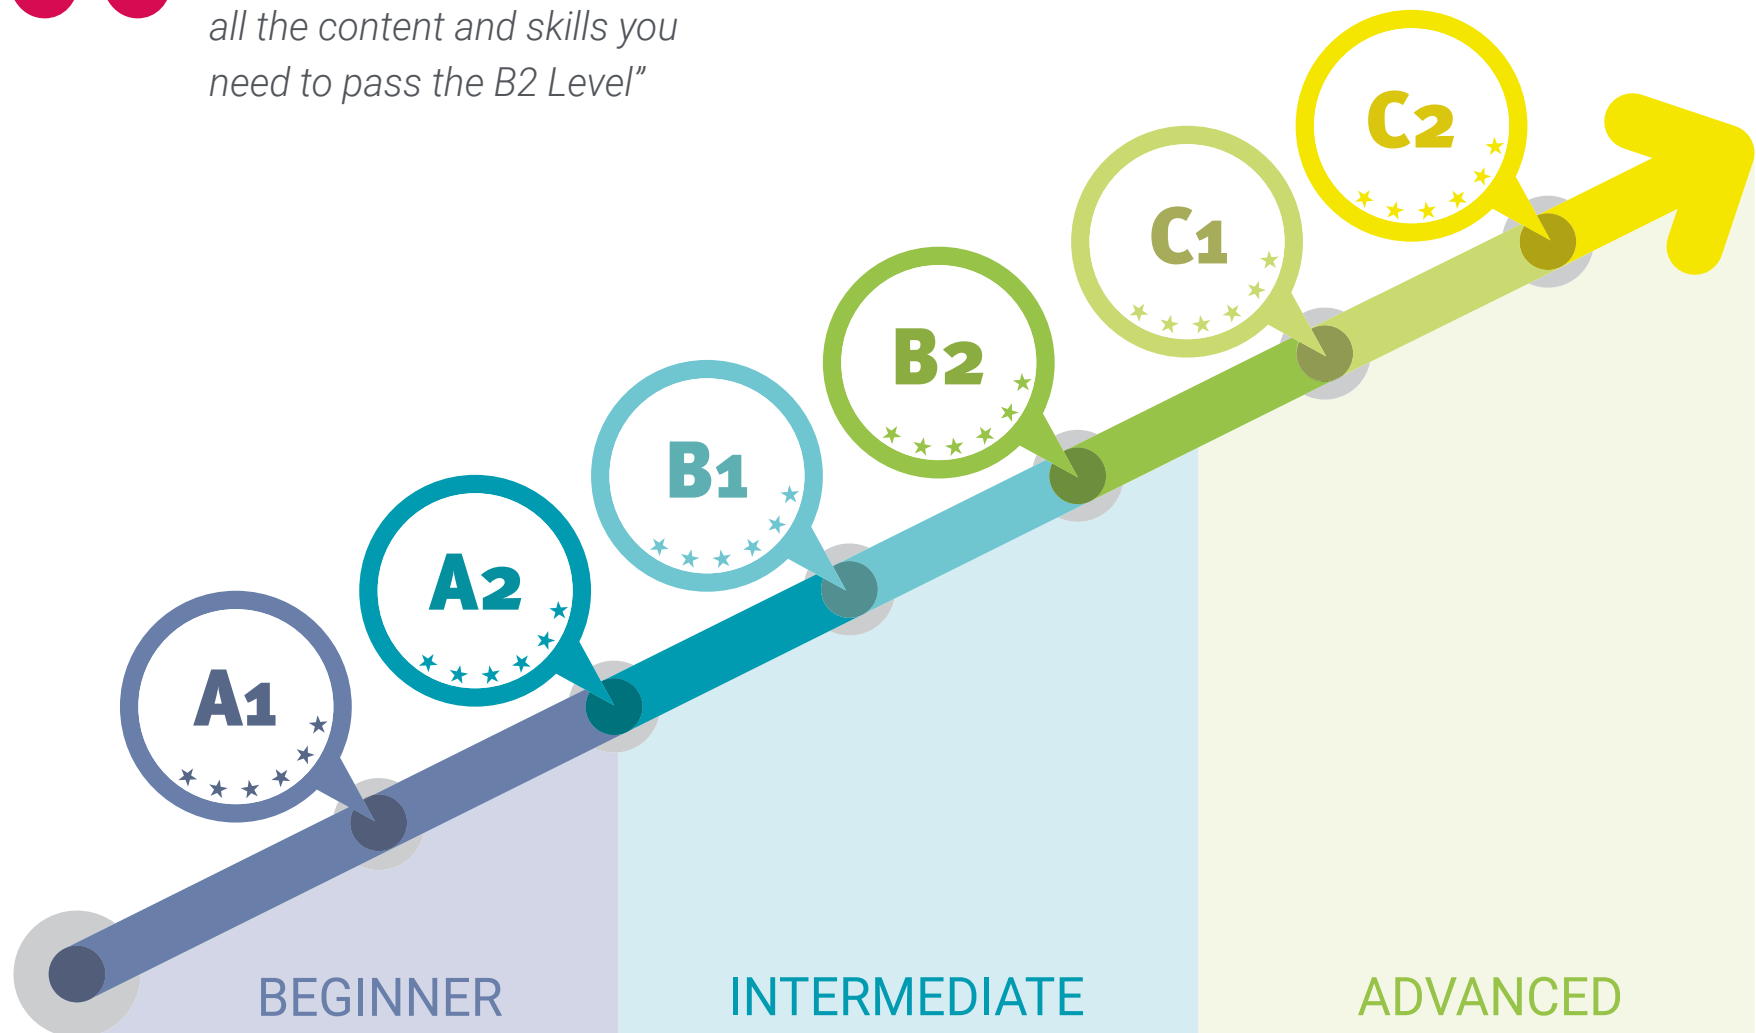 all the content and skills you
need to pass the B2 Level”
C2
C1
B2
B1
A2
A1
BEGINNER
INTERMEDIATE
ADVANCED